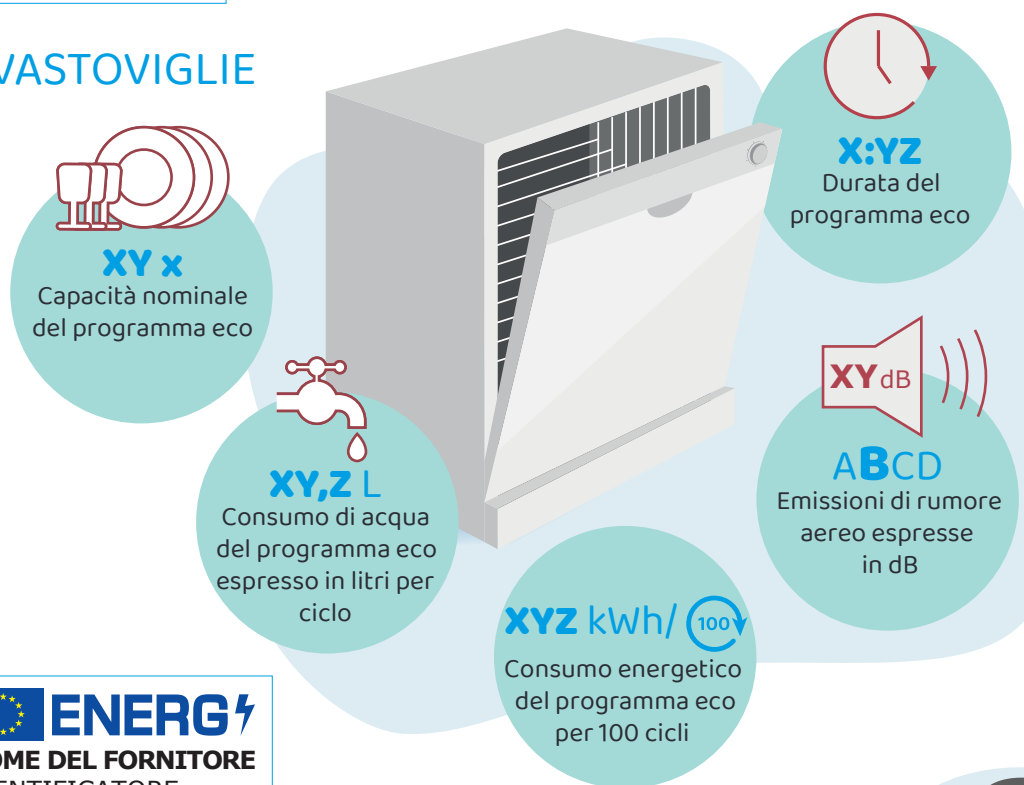 VASTOVIGLIE
X:YZ
Durata del
programma eco
XY x
Capacità nominale
del programma eco
XY dB
ABCD
Emissioni di rumore
aereo espresse
in dB
XY,Z L
Consumo di acqua
del programma eco
espresso in litri per
ciclo
XYZ kWh/ 100
Consumo energetico
del programma eco
per 100 cicli
ENERG
OME DEL FORNITORE